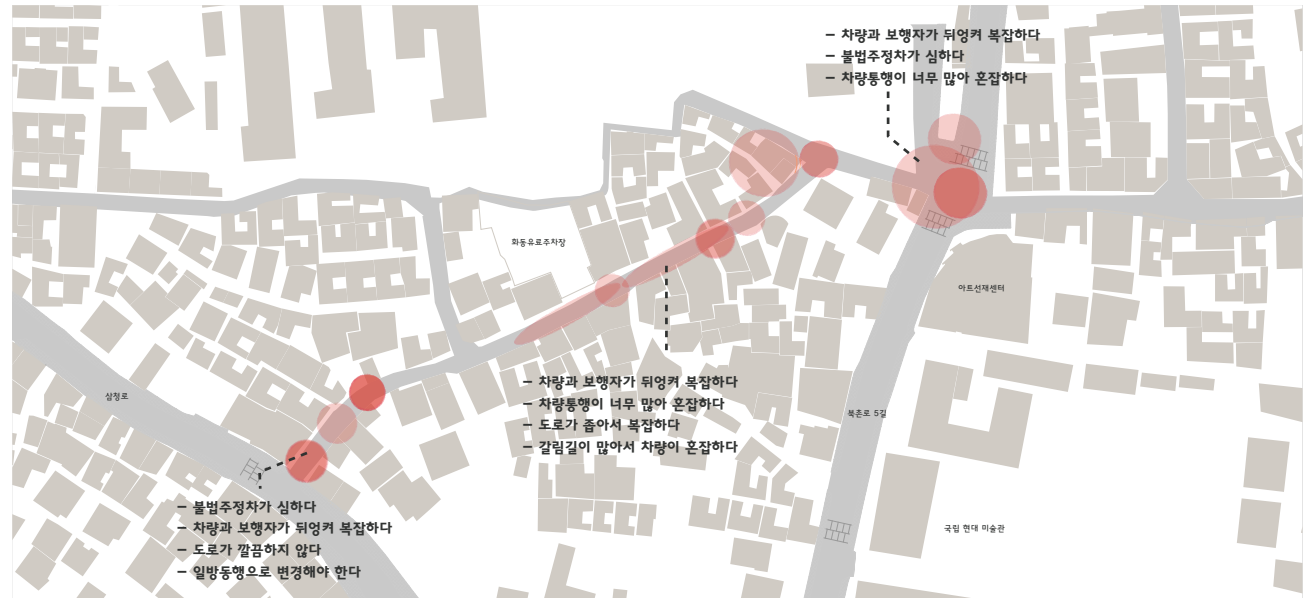 – 차량과 보행자가 뒤엉켜 복잡하다
– 불법주정차가 심하다
– 차량통행이 너무 많아 혼잡하다
화동유료주차장
아트선재센터
– 차량과 보행자가 뒤엉켜 복잡하다
– 차량통행이 너무 많아 혼잡하다
– 도로가 좁아서 복잡하다
– 갈림길이 많아서 차량이 혼잡하다
삼청로
북촌로 5길
– 불법주정차가 심하다
– 차량과 보행자가 뒤엉켜 복잡하다
– 도로가 깔끔하지 않다
– 일방통행으로 변경해야 한다
국립 현대 미술관